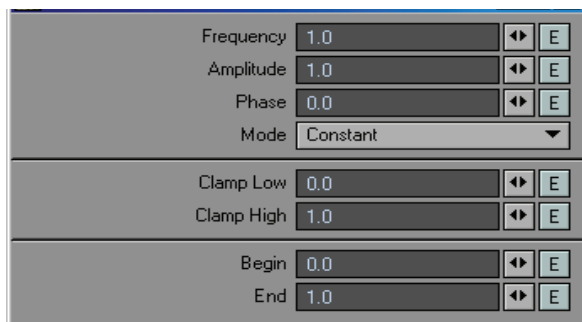 Frequency 1.0 E
Amplitude 1.0 E
Phase 0.0 E
Mode Constant
Clamp Low 0.0 E
Clamp High 1.0 E
Begin 0.0 E
End 1.0 E